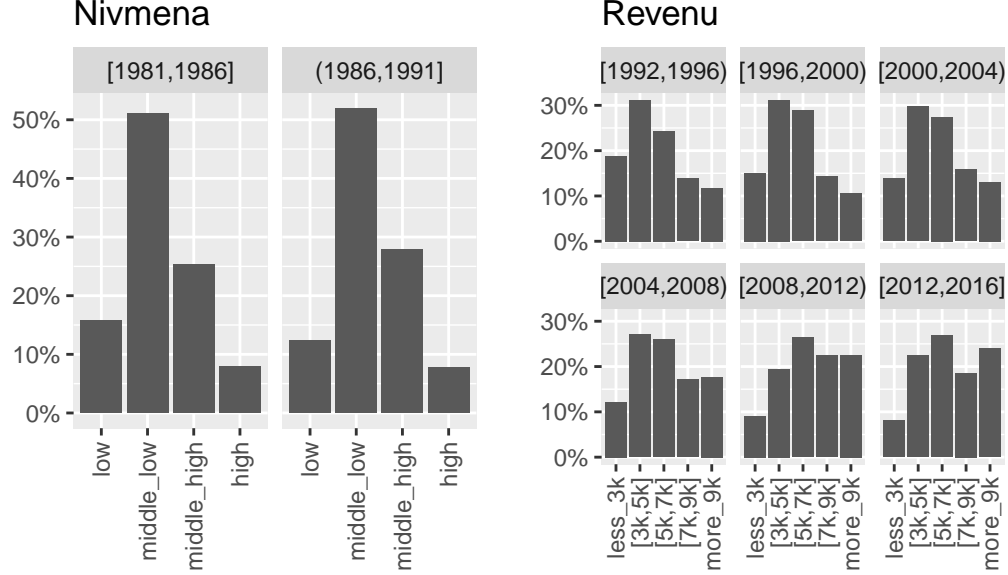 Nivmena
[1981,1986]
(1986,1991]
50%
40%
30%
20%
10%
0%
low
middle_low
middle_high
high
low
middle_low
middle_high
high
Revenu
[1992,1996)
[1996,2000)
[2000,2004)
30%
20%
10%
0%
[2004,2008)
[2008,2012)
[2012,2016]
30%
20%
10%
0%
less_3k
[3k,5k]
[5k,7k]
[7k,9k]
more_9k
less_3k
[3k,5k]
[5k,7k]
[7k,9k]
more_9k
less_3k
[3k,5k]
[5k,7k]
[7k,9k]
more_9k